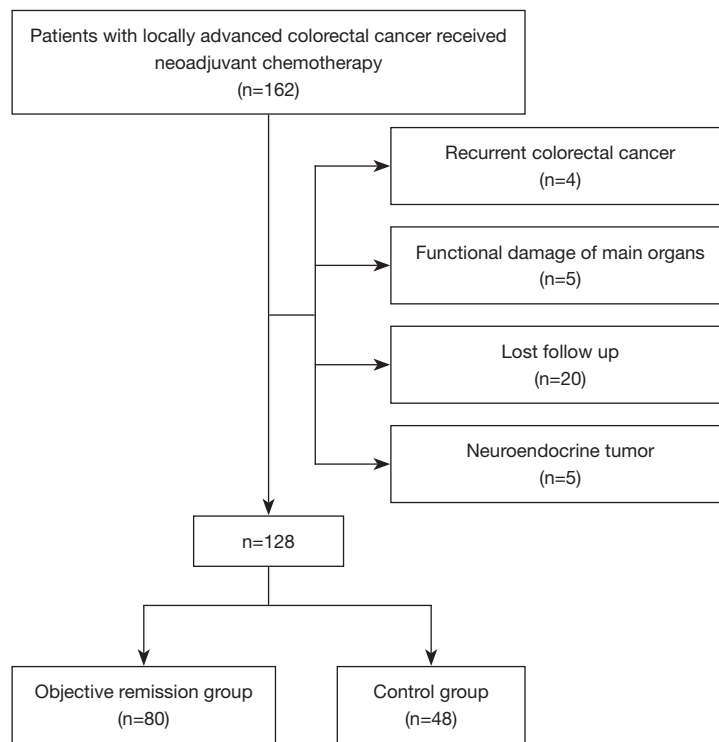 Patients with locally advanced colorectal cancer received
neoadjuvant chemotherapy
(n=162)
Recurrent colorectal cancer
(n=4)
Functional damage of main organs
(n=5)
Lost follow up
(n=20)
Neuroendocrine tumor
(n=5)
n=128
Objective remission group
(n=80)
Control group
(n=48)